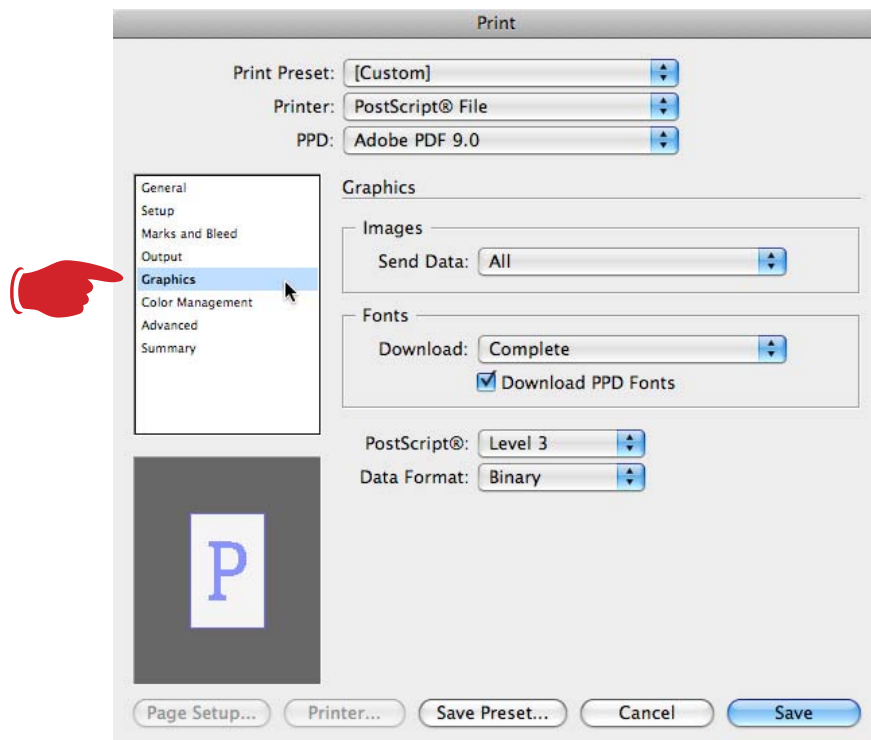 Print
Print Preset: [Custom]
Printer: PostScript® File
PPD: Adobe PDF 9.0
General
Setup
Marks and Bleed
Output
Graphics
Color Management
Advanced
Summary
Graphics
Images
Send Data: All
Fonts
Download: Complete
Download PPD Fonts
PostScript®: Level 3
Data Format: Binary
P
Page Setup... Printer... Save Preset... Cancel Save